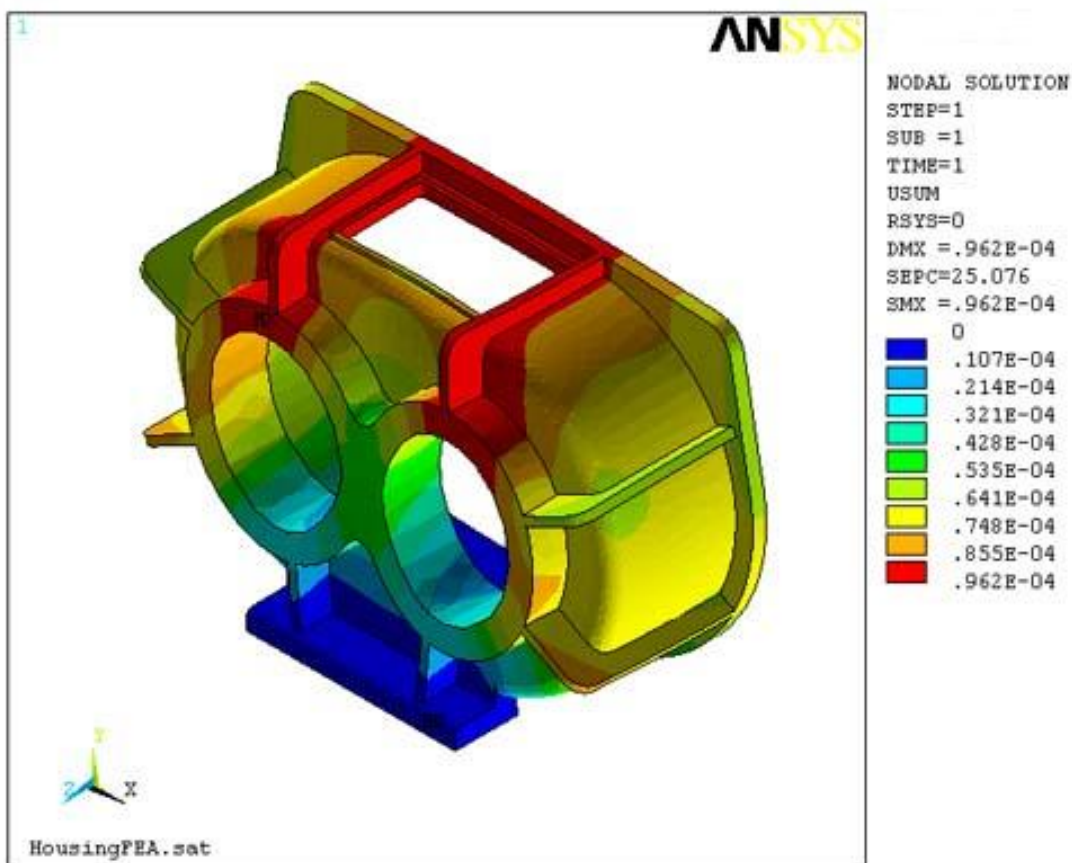 1
ANSYS
NODAL SOLUTION
STEP=1
SUB =1
TIME=1
USUM
RSYS=0
DMX =.962E-04
SEPC=25.076
SMX =.962E-04
0
.107E-04
.214E-04
.321E-04
.428E-04
.535E-04
.641E-04
.748E-04
.855E-04
.962E-04
Y
Z
X
HousingFEA.sat